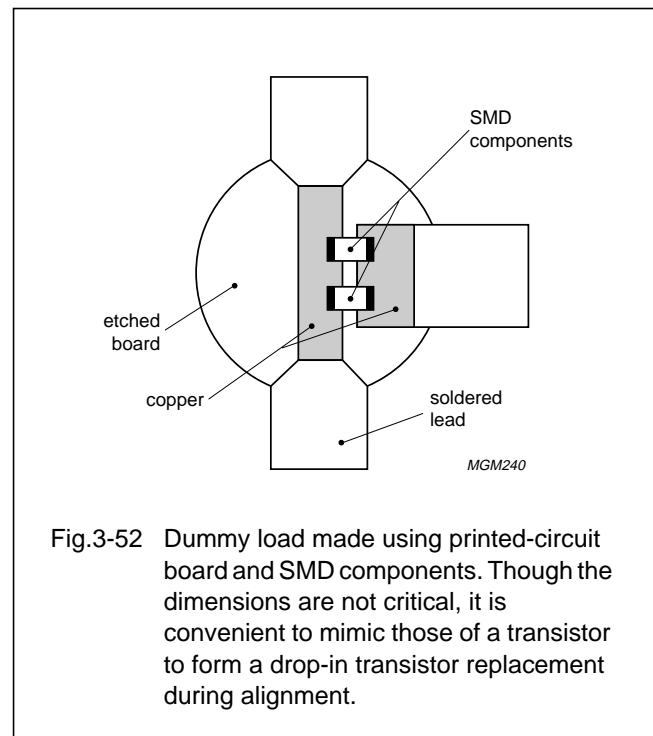 SMD
components
etched
board
copper
soldered
lead
MGM240
Fig.3-52 Dummy load made using printed-circuit
board and SMD components. Though the
dimensions are not critical, it is
convenient to mimic those of a transistor
to form a drop-in transistor replacement
during alignment.